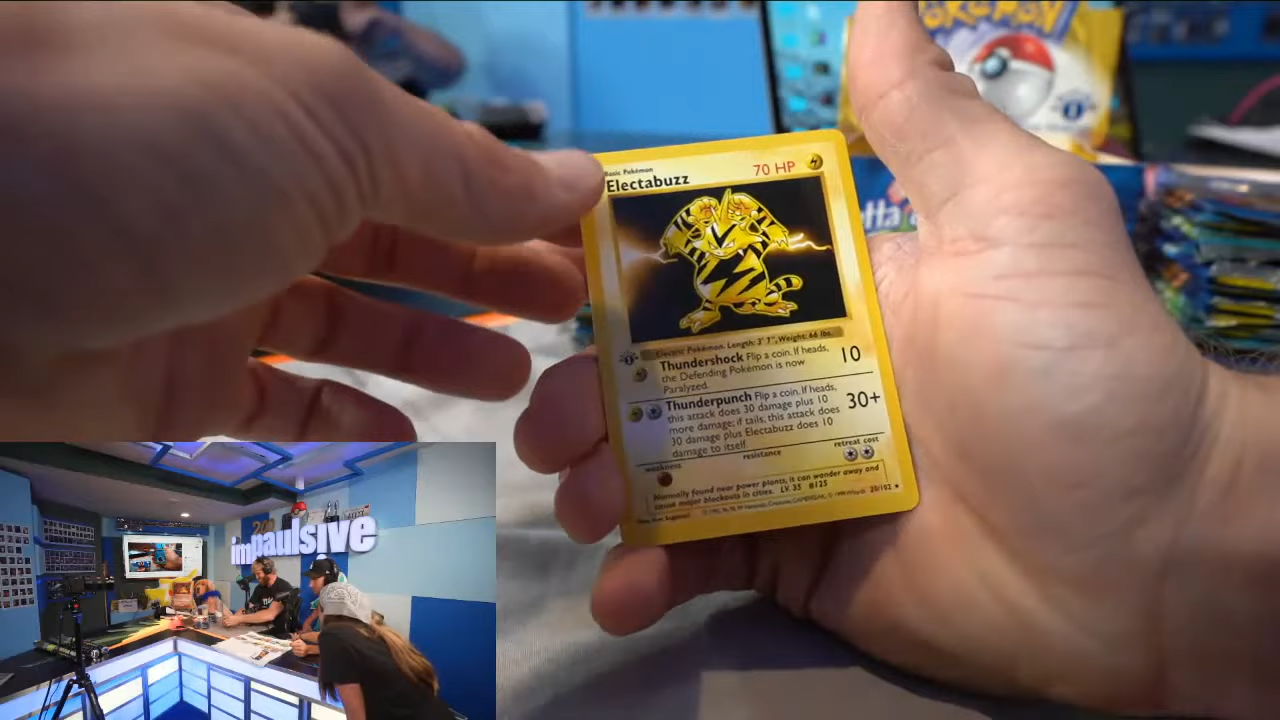 POKéMON
Basic Pokémon
Electabuzz 70 HP
Electric Pokémon. Length: 3' 7", Weight: 66 lbs.
Thundershock Flip a coin. If heads, 10
the Defending Pokémon is now
Paralyzed.
Thunderpunch Flip a coin. If heads, 30+
this attack does 30 damage plus 10
more damage; if tails, this attack does
30 damage plus Electabuzz does 10
damage to itself.
weakness resistance retreat cost
Normally found near power plants, it can wander away and
cause major blackouts in cities. LV. 35 #125
20/102
impaulsive